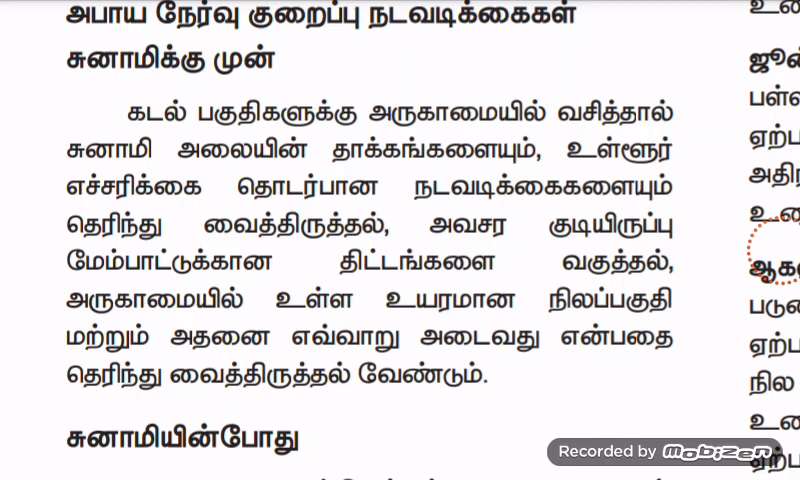 அபாய நேர்வு குறைப்பு நடவடிக்கைகள்
சுனாமிக்கு முன்
கடல் பகுதிகளுக்கு அருகாமையில் வசித்தால்
சுனாமி அலையின் தாக்கங்களையும், உள்ளூர்
எச்சரிக்கை தொடர்பான நடவடிக்கைகளையும்
தெரிந்து வைத்திருத்தல், அவசர குடியிருப்பு
மேம்பாட்டுக்கான திட்டங்களை வகுத்தல்,
அருகாமையில் உள்ள உயரமான நிலப்பகுதி
மற்றும் அதனை எவ்வாறு அடைவது என்பதை
தெரிந்து வைத்திருத்தல் வேண்டும்.
சுனாமியின்போது
நில
Recorded by Mobizen